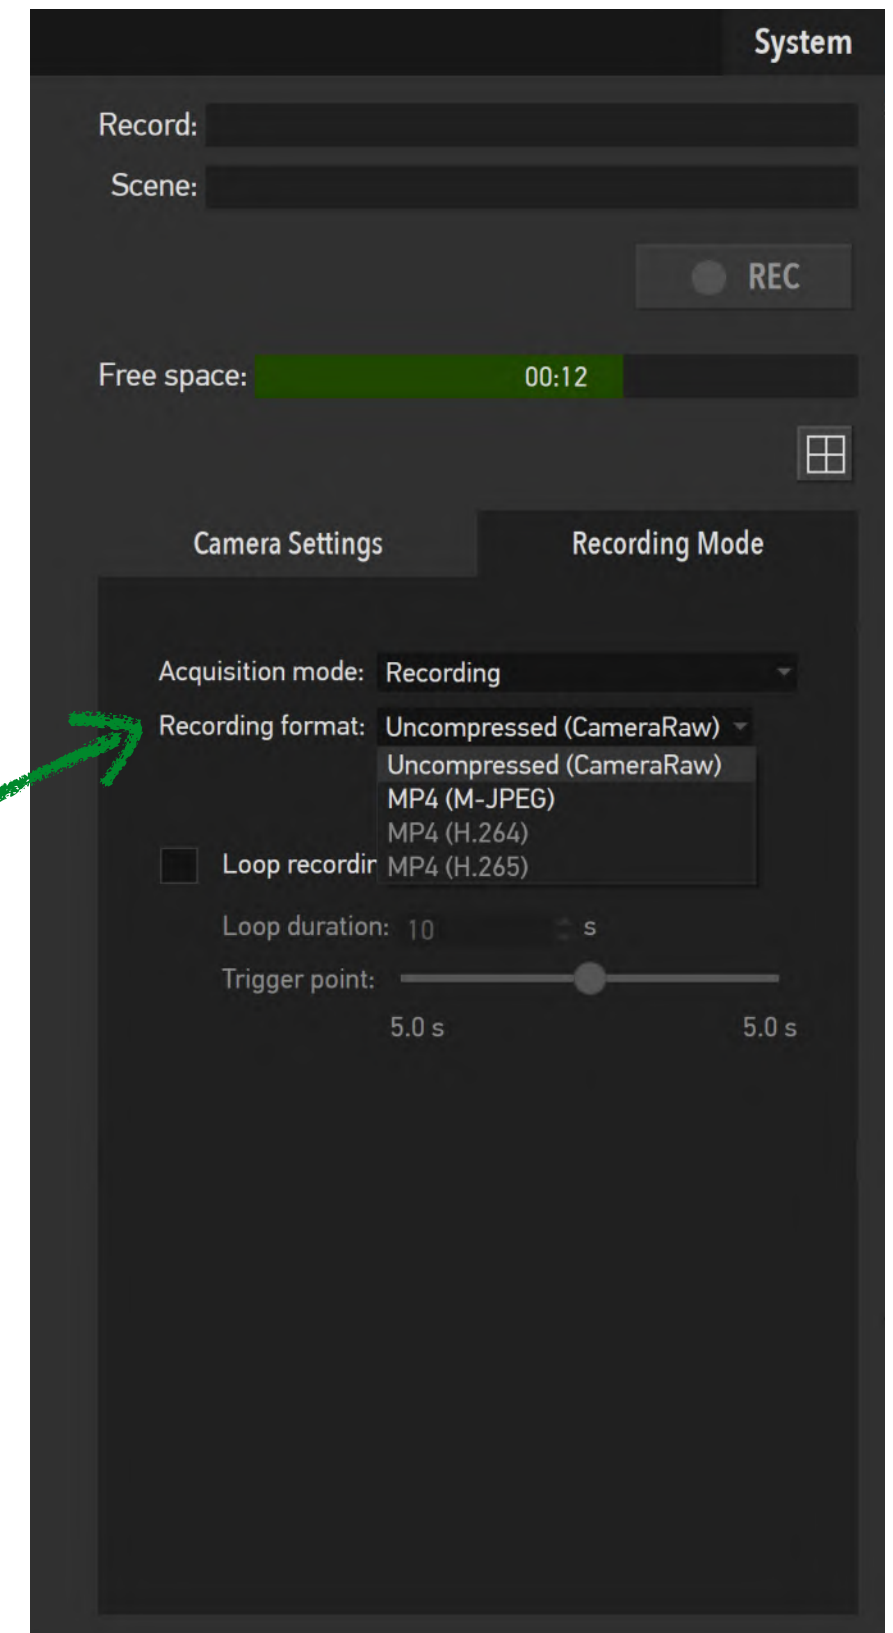 System
Record:
Scene:
REC
Free space: 00:12
Camera Settings Recording Mode
Acquisition mode: Recording
Recording format: Uncompressed (CameraRaw)
Uncompressed (CameraRaw)
MP4 (M-JPEG)
MP4 (H.264)
MP4 (H.265)
Loop recordin
Loop duration: 10 s
Trigger point:
5.0 s 5.0 s